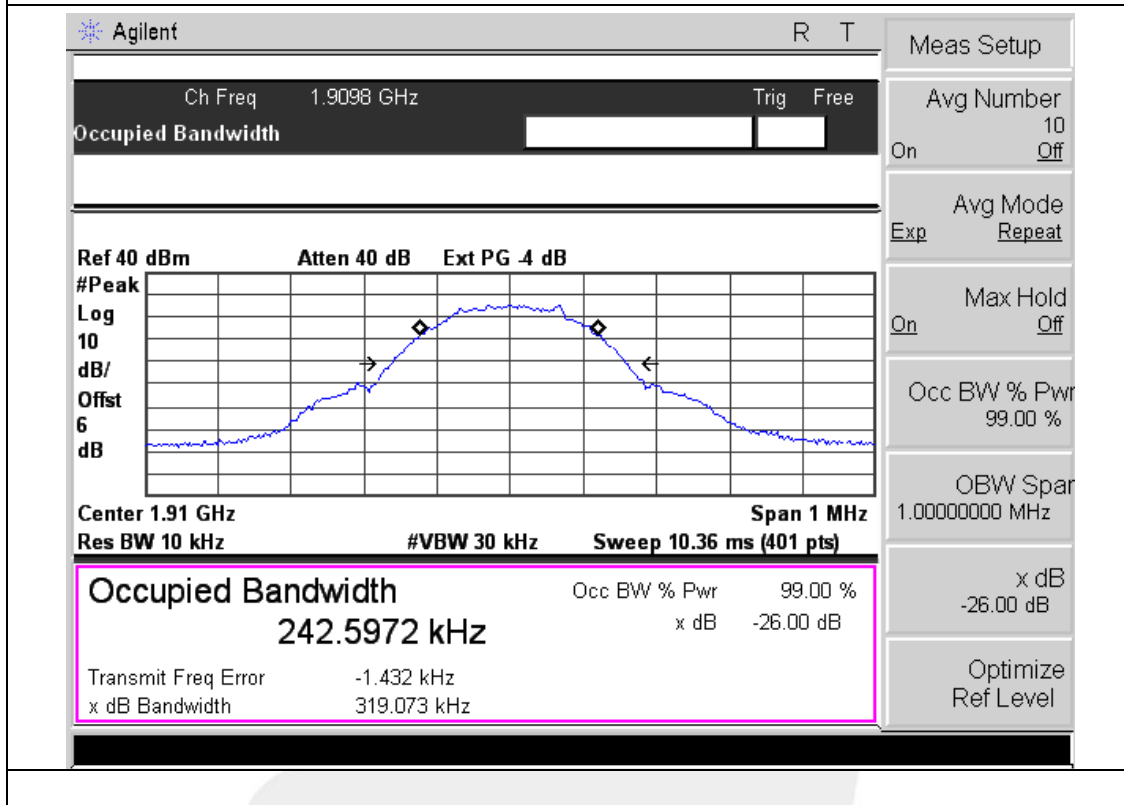 Agilent R T
Meas Setup
Ch Freq 1.9098 GHz Trig Free
Occupied Bandwidth
Avg Number
10
On Off
Avg Mode
Exp Repeat
Ref 40 dBm Atten 40 dB Ext PG -4 dB
#Peak
Log
10
dB/
Offst
6
dB
Max Hold
On Off
Occ BW % Pwr
99.00 %
Center 1.91 GHz Span 1 MHz
Res BW 10 kHz #VBW 30 kHz Sweep 10.36 ms (401 pts)
OBW Span
1.00000000 MHz
Occupied Bandwidth
242.5972 kHz
Occ BW % Pwr 99.00 %
x dB -26.00 dB
Transmit Freq Error -1.432 kHz
x dB Bandwidth 319.073 kHz
x dB
-26.00 dB
Optimize
Ref Level